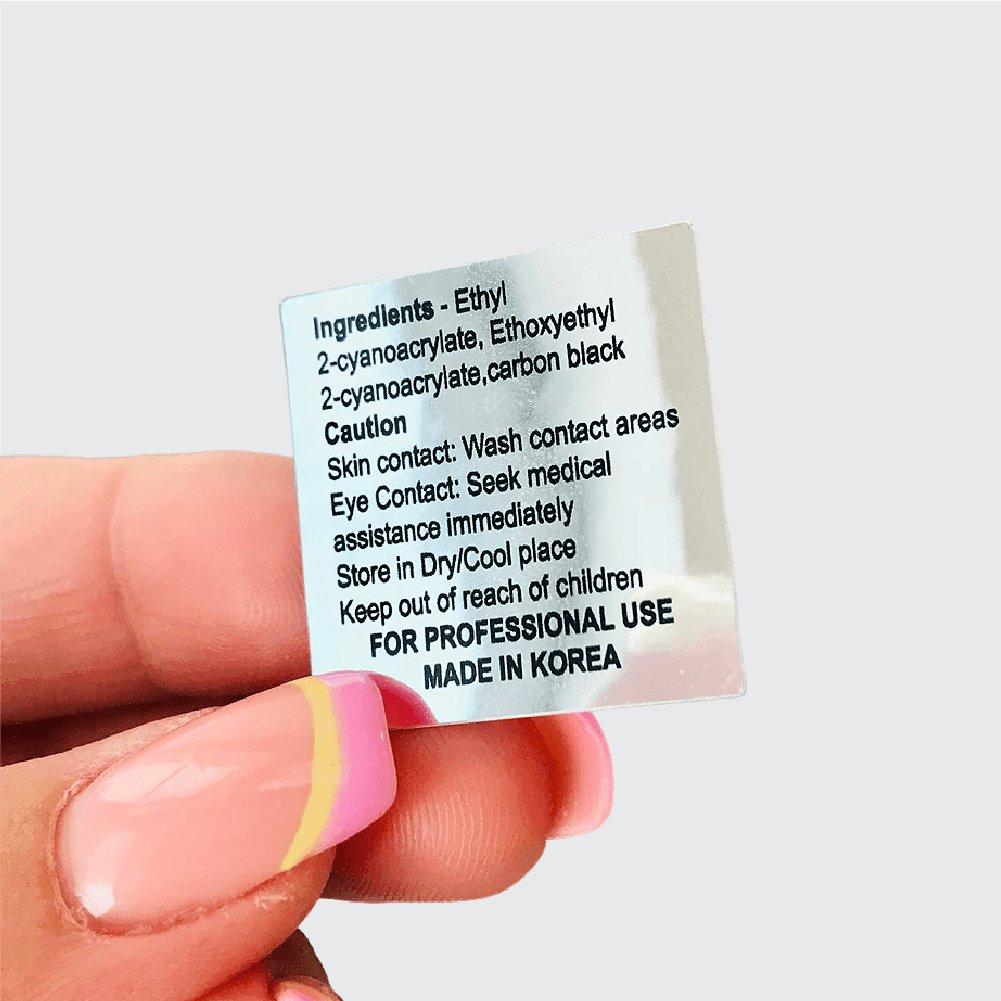 Ingredients - Ethyl
2-cyanoacrylate, Ethoxyethyl
2-cyanoacrylate,carbon black
Caution
Skin contact: Wash contact areas
Eye Contact: Seek medical
assistance immediately
Store in Dry/Cool place
Keep out of reach of children
FOR PROFESSIONAL USE
MADE IN KOREA